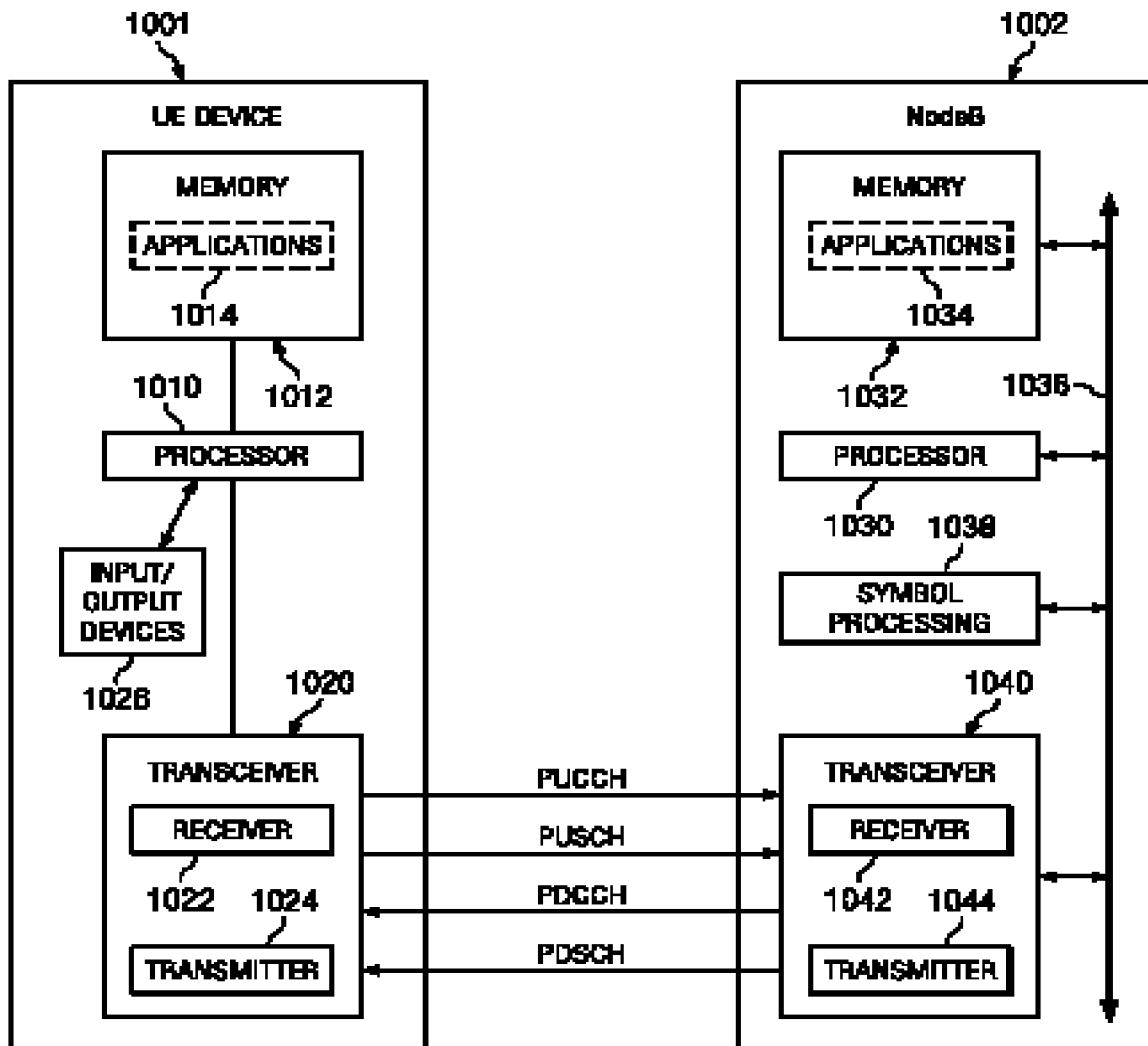 1001
1002
UE DEVICE
NodeB
MEMORY
APPLICATIONS
1014
1012
MEMORY
APPLICATIONS
1034
1032
1036
1010
PROCESSOR
PROCESSOR
1030
1038
INPUT/
OUTPUT
DEVICES
1026
SYMBOL
PROCESSING
1020
1040
TRANSCEIVER
RECEIVER
1022
1024
TRANSMITTER
PUCCH
PUSCH
PDCCH
PDSCH
TRANSCEIVER
RECEIVER
1042
1044
TRANSMITTER